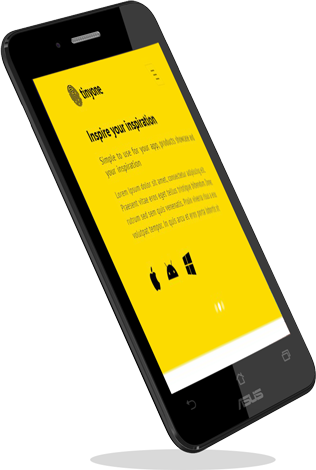 tinyone
Inspire your inspiration
Simple to use for your app, products showcase
your inspiration
Lorem ipsum dolor sit amet, consectetur adipiscing elit.
Praesent vitae eros eget tellus tristique bibendum. Donec
rutrum sed sem quis venenatis. Proin viverra risus a eros
volutpat tempor. In quis arcu et eros porta lobortis sit
ASUS